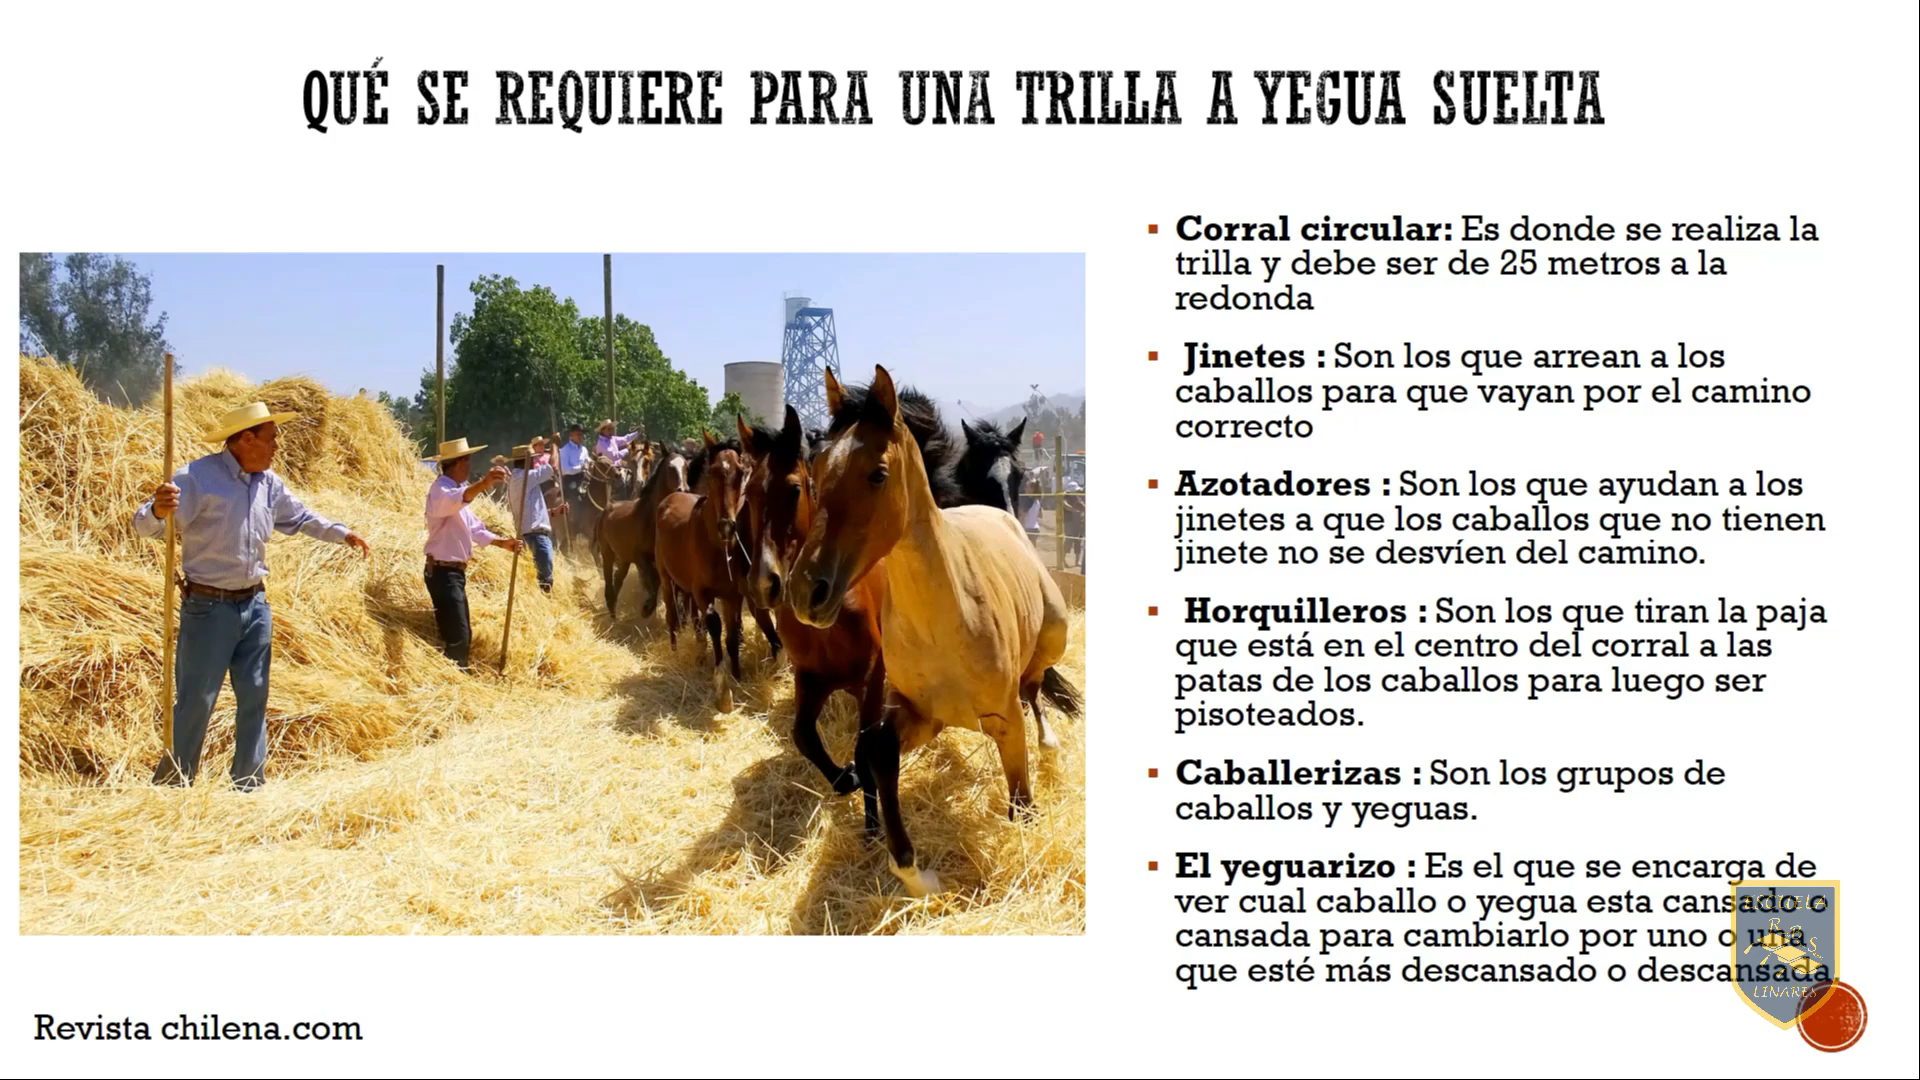 QUÉ SE REQUIERE PARA UNA TRILLA A YEGUA SUELTA
Corral circular: Es donde se realiza la
trilla y debe ser de 25 metros a la
redonda
Jinetes : Son los que arrean a los
caballos para que vayan por el camino
correcto
Azotadores : Son los que ayudan a los
jinetes a que los caballos que no tienen
jinete no se desvíen del camino.
Horquilleros : Son los que tiran la paja
que está en el centro del corral a las
patas de los caballos para luego ser
pisoteados.
Caballerizas : Son los grupos de
caballos y yeguas.
El yeguarizo : Es el que se encarga de
ver cual caballo o yegua esta cansado o
cansada para cambiarlo por uno o una
que esté más descansado o descansada.
ESCUELA
R B S
LINARES
Revista chilena.com